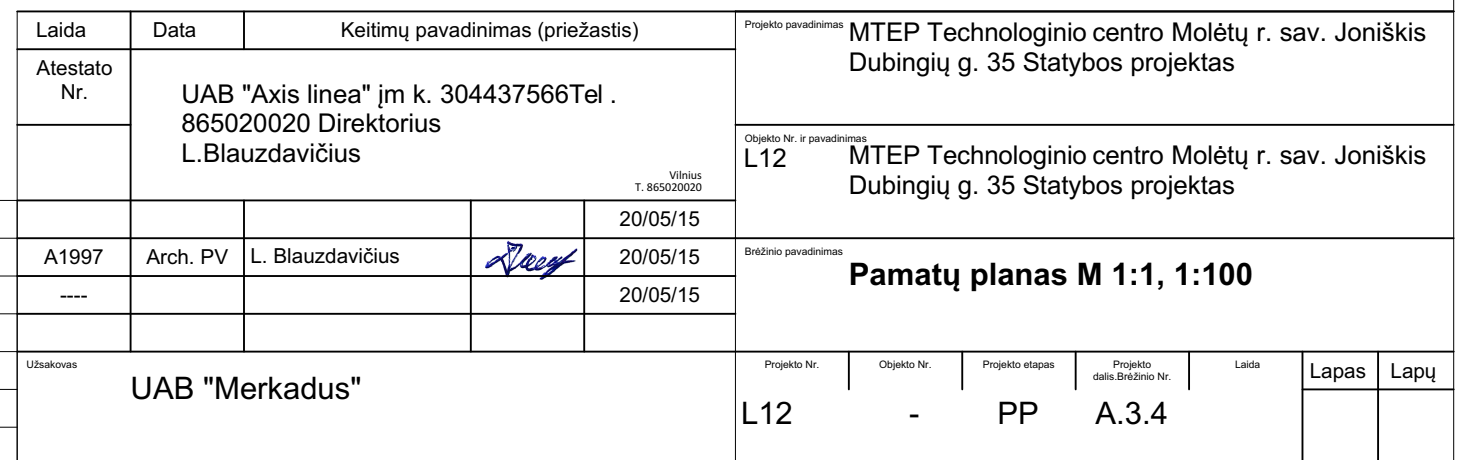 Laida Data Keitimų pavadinimas (priežastis)
Atestato
Nr.
UAB "Axis linea" įm k. 304437566Tel .
865020020 Direktorius
L.Blauzdavičius
Vilnius
T. 865020020
20/05/15
A1997 Arch. PV L. Blauzdavičius 20/05/15
---- 20/05/15
Užsakovas
UAB "Merkadus"
Projekto pavadinimas
MTEP Technologinio centro Molėtų r. sav. Joniškis
Dubingių g. 35 Statybos projektas
Objekto Nr. ir pavadinimas
L12 MTEP Technologinio centro Molėtų r. sav. Joniškis
Dubingių g. 35 Statybos projektas
Brėžinio pavadinimas
Pamatų planas M 1:1, 1:100
Projekto Nr. Objekto Nr. Projekto etapas Projekto
dalis.Brėžinio Nr. Laida Lapas Lapų
L12 - PP A.3.4